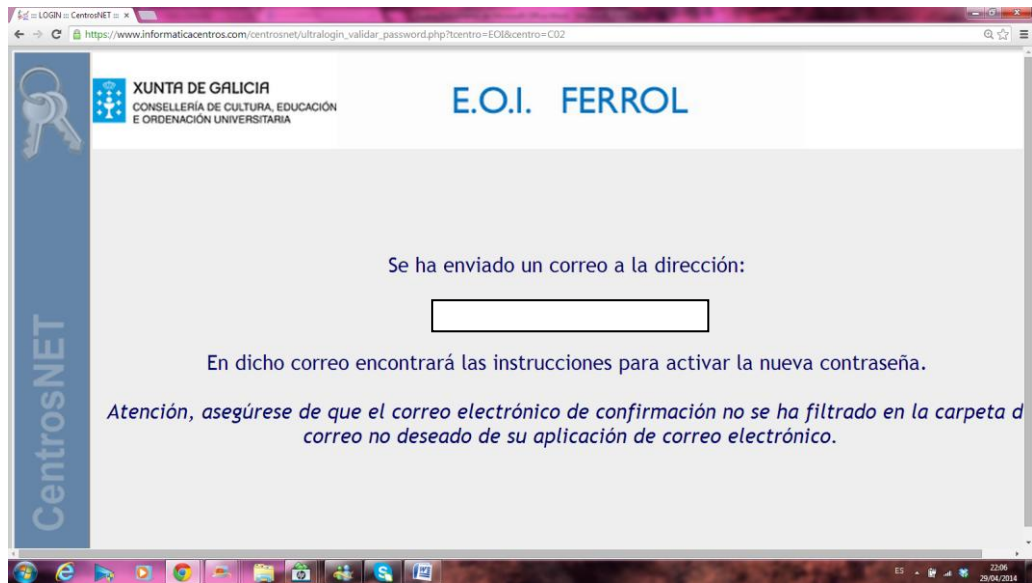 ::: LOGIN ::: CentrosNET :::
https://www.informaticacentros.com/centrosnet/ultralogin_validar_password.php?tcentro=EOI&centro=C02
XUNTA DE GALICIA
CONSELLERÍA DE CULTURA, EDUCACIÓN
E ORDENACIÓN UNIVERSITARIA
E.O.I. FERROL
CentrosNET
Se ha enviado un correo a la dirección:
En dicho correo encontrará las instrucciones para activar la nueva contraseña.
Atención, asegúrese de que el correo electrónico de confirmación no se ha filtrado en la carpeta d
correo no deseado de su aplicación de correo electrónico.
ES
22:06
29/04/2014